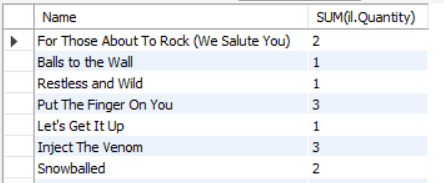 Name SUM(il.Quantity)
For Those About To Rock (We Salute You) 2
Balls to the Wall 1
Restless and Wild 1
Put The Finger On You 3
Let's Get It Up 1
Inject The Venom 3
Snowballed 2